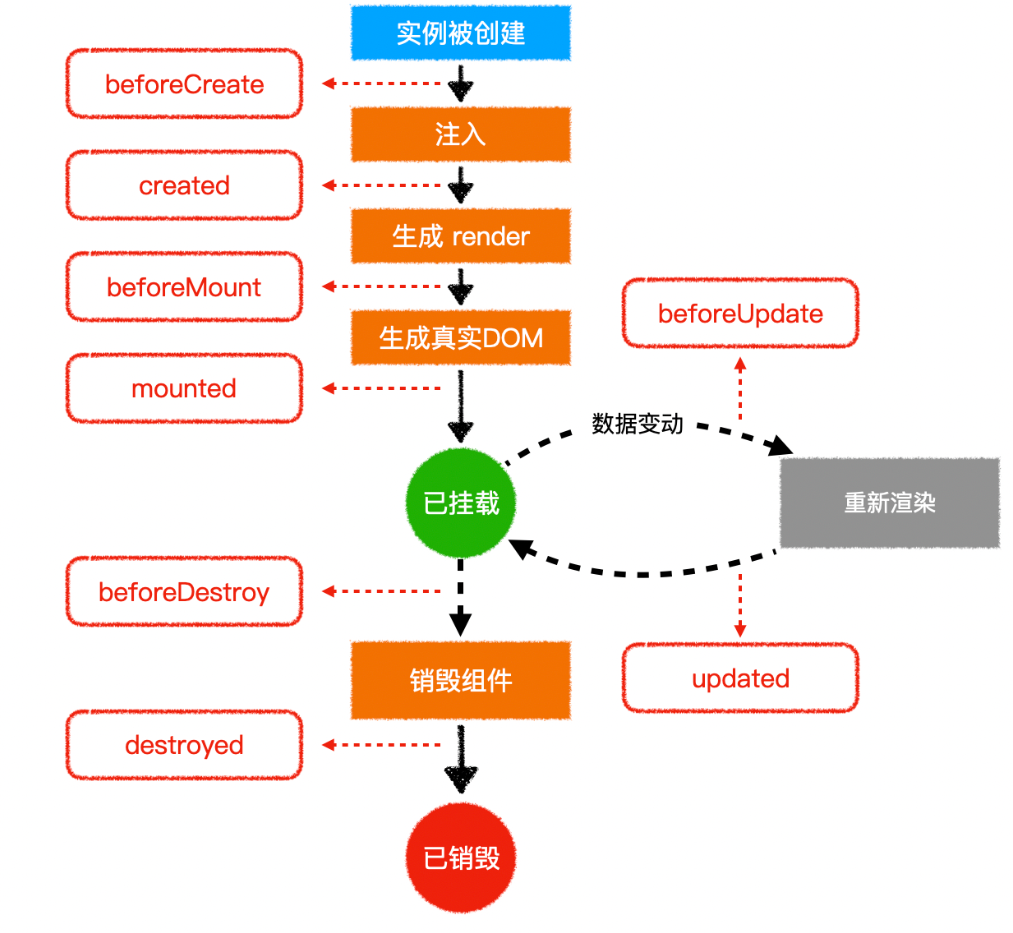 实例被创建
beforeCreate
注入
created
生成 render
beforeMount
生成真实DOM
mounted
beforeUpdate
数据变动
已挂载
重新渲染
beforeDestroy
销毁组件
updated
destroyed
已销毁